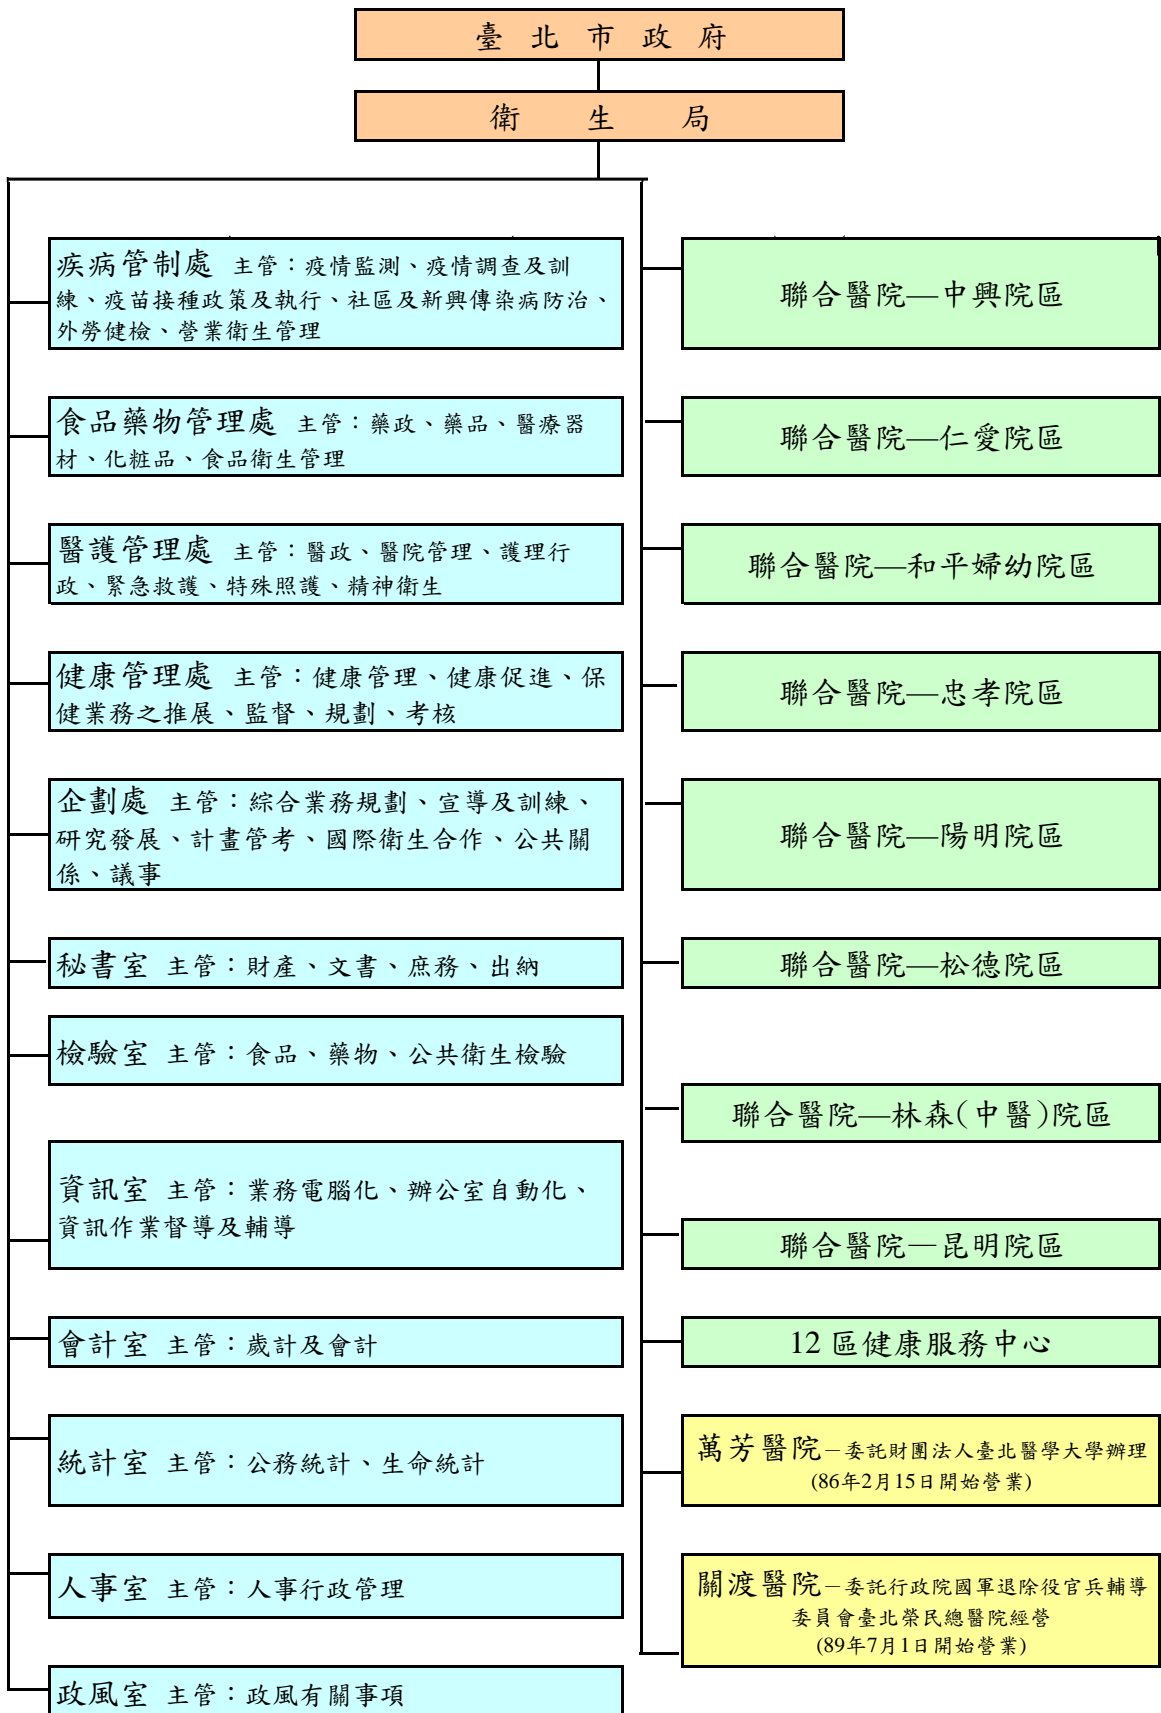 臺北市政府
衛生局
疾病管制處 主管：疫情監測、疫情調查及訓
練、疫苗接種政策及執行、社區及新興傳染病防治、
外勞健檢、營業衛生管理
食品藥物管理處 主管：藥政、藥品、醫療器
材、化粧品、食品衛生管理
醫護管理處 主管：醫政、醫院管理、護理行
政、緊急救護、特殊照護、精神衛生
健康管理處 主管：健康管理、健康促進、保
健業務之推展、監督、規劃、考核
企劃處 主管：綜合業務規劃、宣導及訓練、
研究發展、計畫管考、國際衛生合作、公共關
係、議事
秘書室 主管：財產、文書、庶務、出納
檢驗室 主管：食品、藥物、公共衛生檢驗
資訊室 主管：業務電腦化、辦公室自動化、
資訊作業督導及輔導
會計室 主管：歲計及會計
統計室 主管：公務統計、生命統計
人事室 主管：人事行政管理
政風室 主管：政風有關事項
聯合醫院—中興院區
聯合醫院—仁愛院區
聯合醫院—和平婦幼院區
聯合醫院—忠孝院區
聯合醫院—陽明院區
聯合醫院—松德院區
聯合醫院—林森(中醫)院區
聯合醫院—昆明院區
12 區健康服務中心
萬芳醫院－委託財團法人臺北醫學大學辦理
(86年2月15日開始營業)
關渡醫院－委託行政院國軍退除役官兵輔導
委員會臺北榮民總醫院經營
(89年7月1日開始營業)